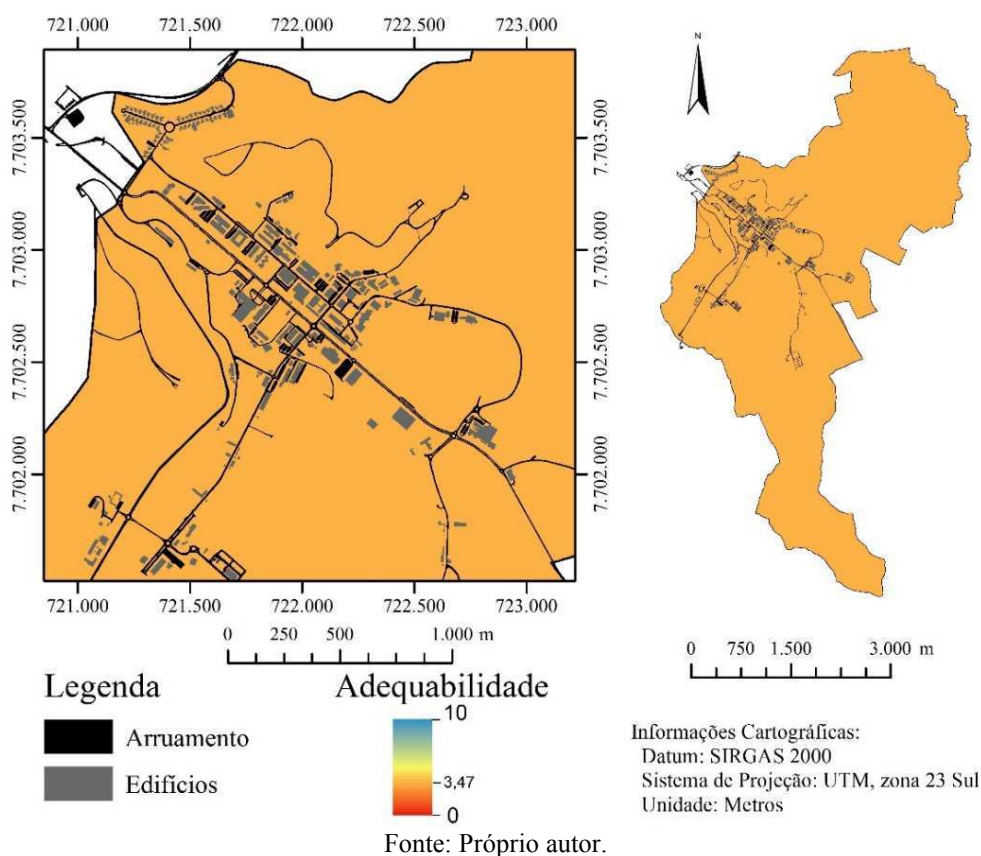 721.000 721.500 722.000 722.500 723.000
N
7.703.500 7.703.500
7.703.000 7.703.000
7.702.500 7.702.500
7.702.000 7.702.000
721.000 721.500 722.000 722.500 723.000
0 250 500 1.000 m
0 750 1.500 3.000 m
Legenda
Arruamento
Edifícios
Adequabilidade
10
3,47
0
Informações Cartográficas:
Datum: SIRGAS 2000
Sistema de Projeção: UTM, zona 23 Sul
Unidade: Metros
Fonte: Próprio autor.